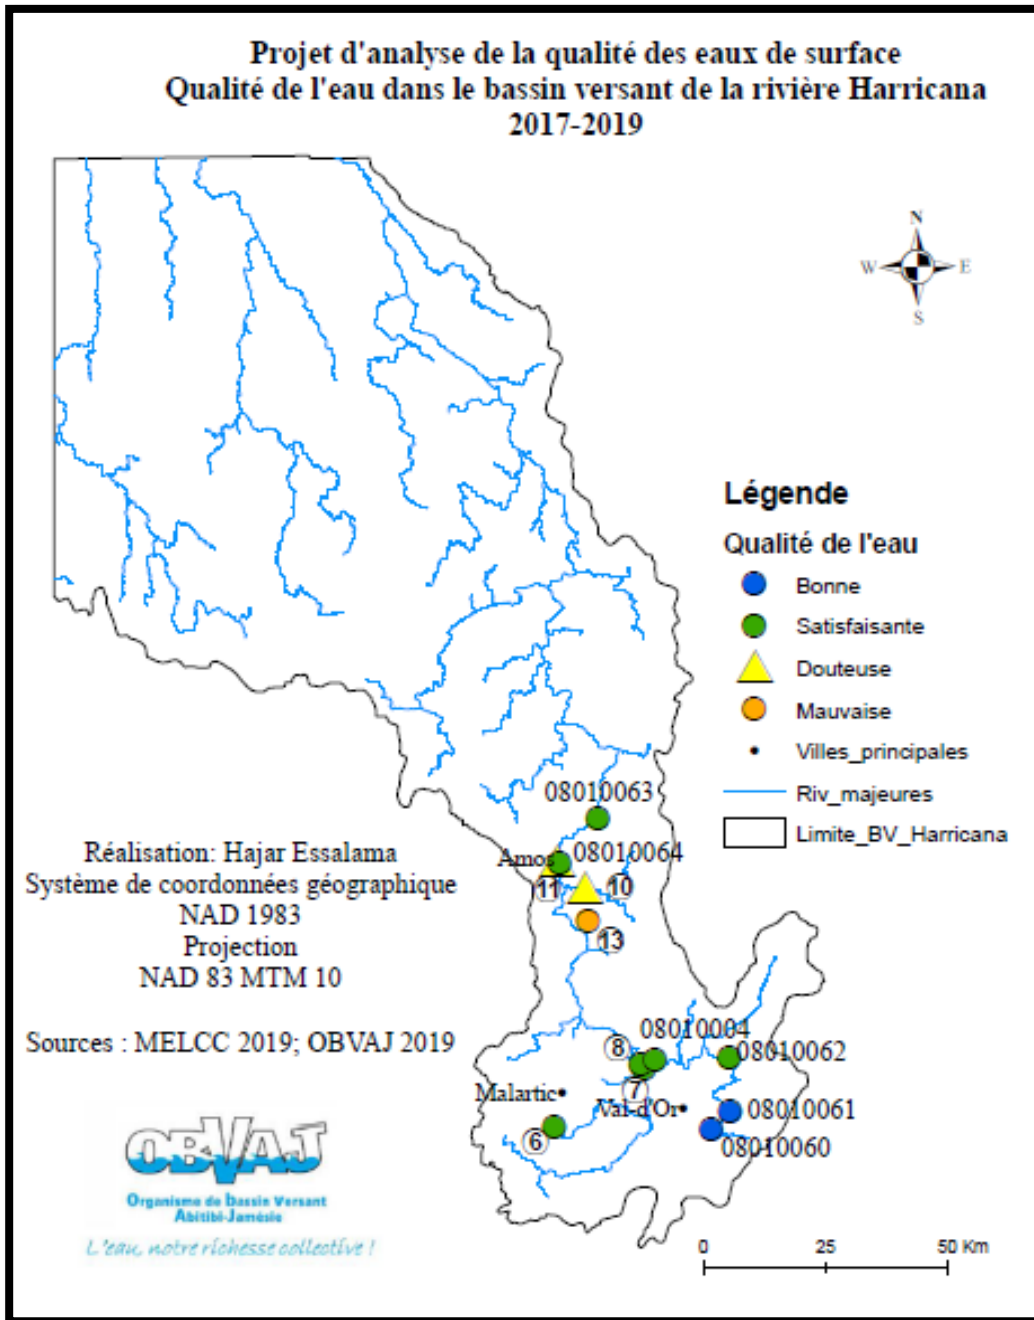 Projet d'analyse de la qualité des eaux de surface
Qualité de l'eau dans le bassin versant de la rivière Harricana
2017-2019
N
W
E
S
Légende
Qualité de l'eau
Bonne
Satisfaisante
Douteuse
Mauvaise
Villes_principales
Riv_majeures
Limite_BV_Harricana
08010063
Amos
08010064
11
10
13
Réalisation: Hajar Essalama
Système de coordonnées géographique
NAD 1983
Projection
NAD 83 MTM 10
Sources : MELCC 2019; OBVAJ 2019
08010004
8
08010062
7
Malartic
Val-d'Or
08010061
6
08010060
OBVAJ
Organisme de Bassin Versant
Abitibi-Jamésie
L'eau, notre richesse collective !
0 25 50 Km